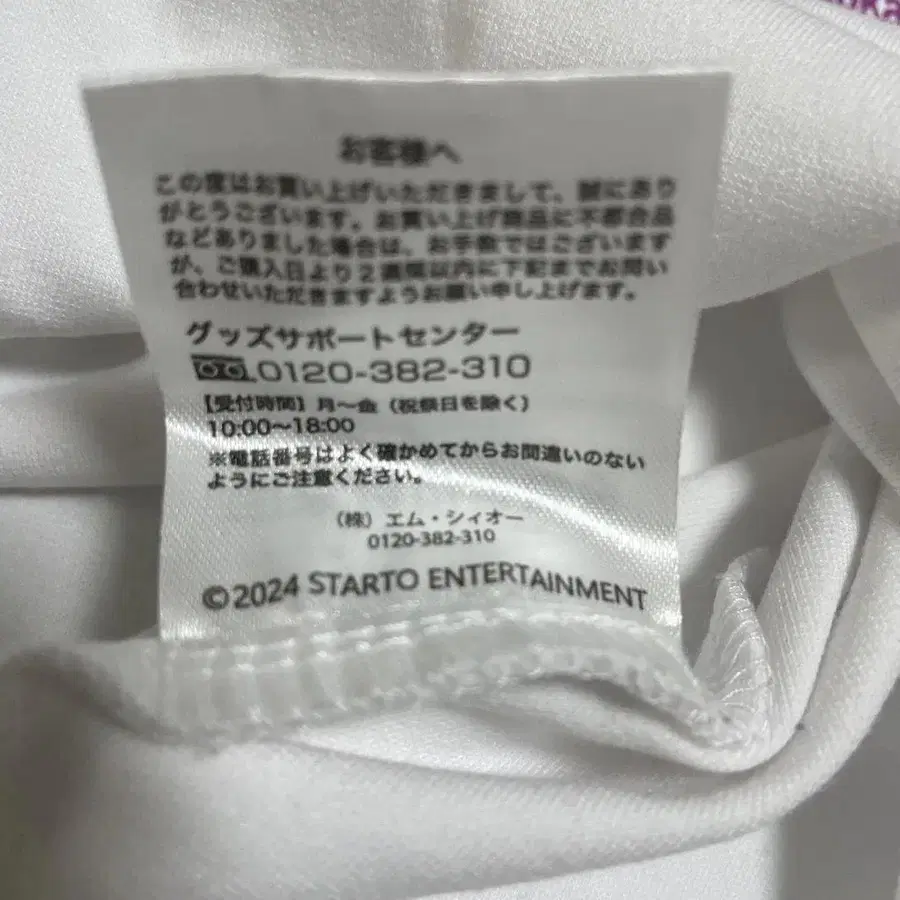 お客様へ
この度はお買い上げいただきまして、誠にあり
がとうございます。お買い上げ商品に不都合品
などありました場合は、お手数ではございます
が、ご購入日より2週間以内に下記までお問い
合わせいただきますようお願い申し上げます。
グッズサポートセンター
0120-382-310
【受付時間】月～金（祝祭日を除く）
10:00～18:00
※電話番号はよく確かめてからお間違いのない
ようにご注意ください。
（株）エム・シィオー
0120-382-310
©2024 STARTO ENTERTAINMENT